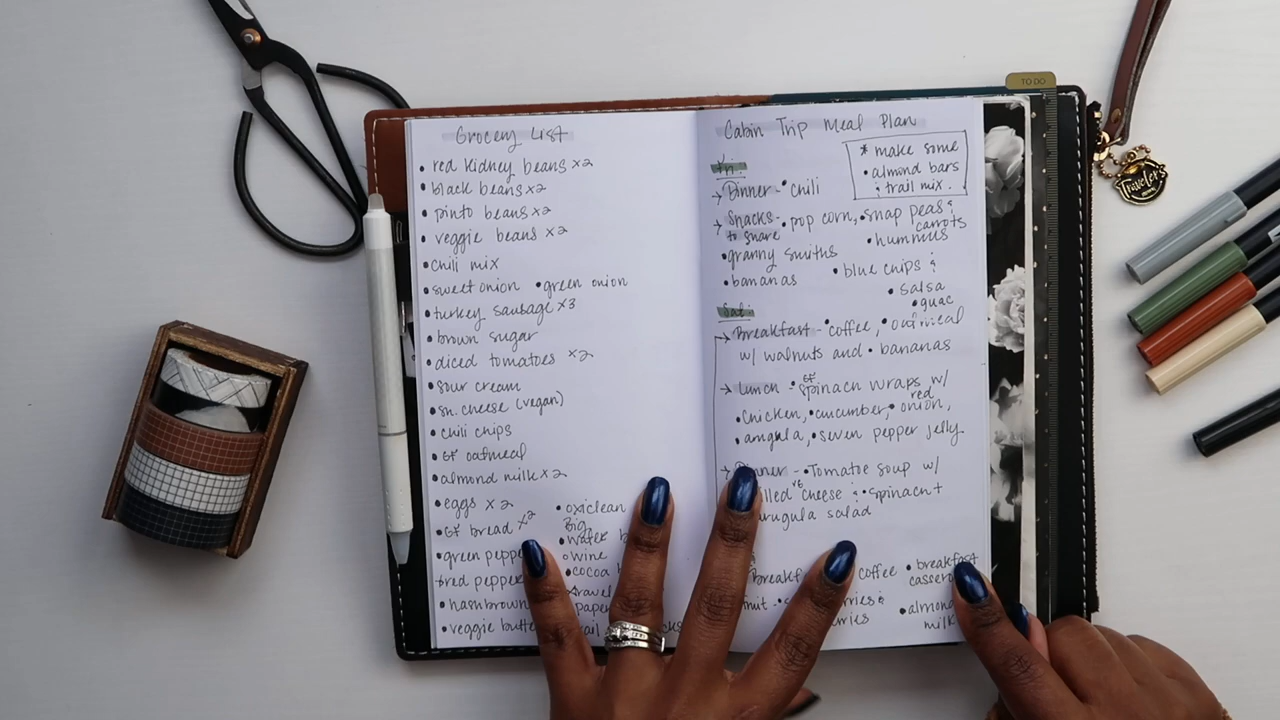 Grocery List
• red kidney beans x2
• black beans x2
• pinto beans x2
• veggie beans x2
• chili mix
• sweet onion • green onion
• turkey sausage x3
• brown sugar
• diced tomatoes x2
• sour cream
• sh. cheese (vegan)
• chili chips
• GF oatmeal
• almond milk x2
• eggs x2
• GF bread x2
• green
• red pepper
• hashbrown
• veggie
• oxiclean
Big
• water
• wine
• cocoa
travel
paper
Cabin Trip Meal Plan
* make some
• almond bars
trail mix.
Fri:
→ Dinner - • chili
→ Snacks - • pop corn, • snap peas &
to share carrots
• hummus
• granny smiths
• blue chips &
• bananas
• salsa
• guac
Sat:
→ Breakfast - • coffee, • oatmeal
w/ walnuts and • bananas
→ Lunch • GF spinach wraps w/
• chicken, • cucumber, • red onion,
• arugula, • seven pepper jelly
→ Dinner - • Tomatoe soup w/
cheese & • spinach +
arugula salad
coffee • breakfast
• almond
milk
TO DO
Traveler's